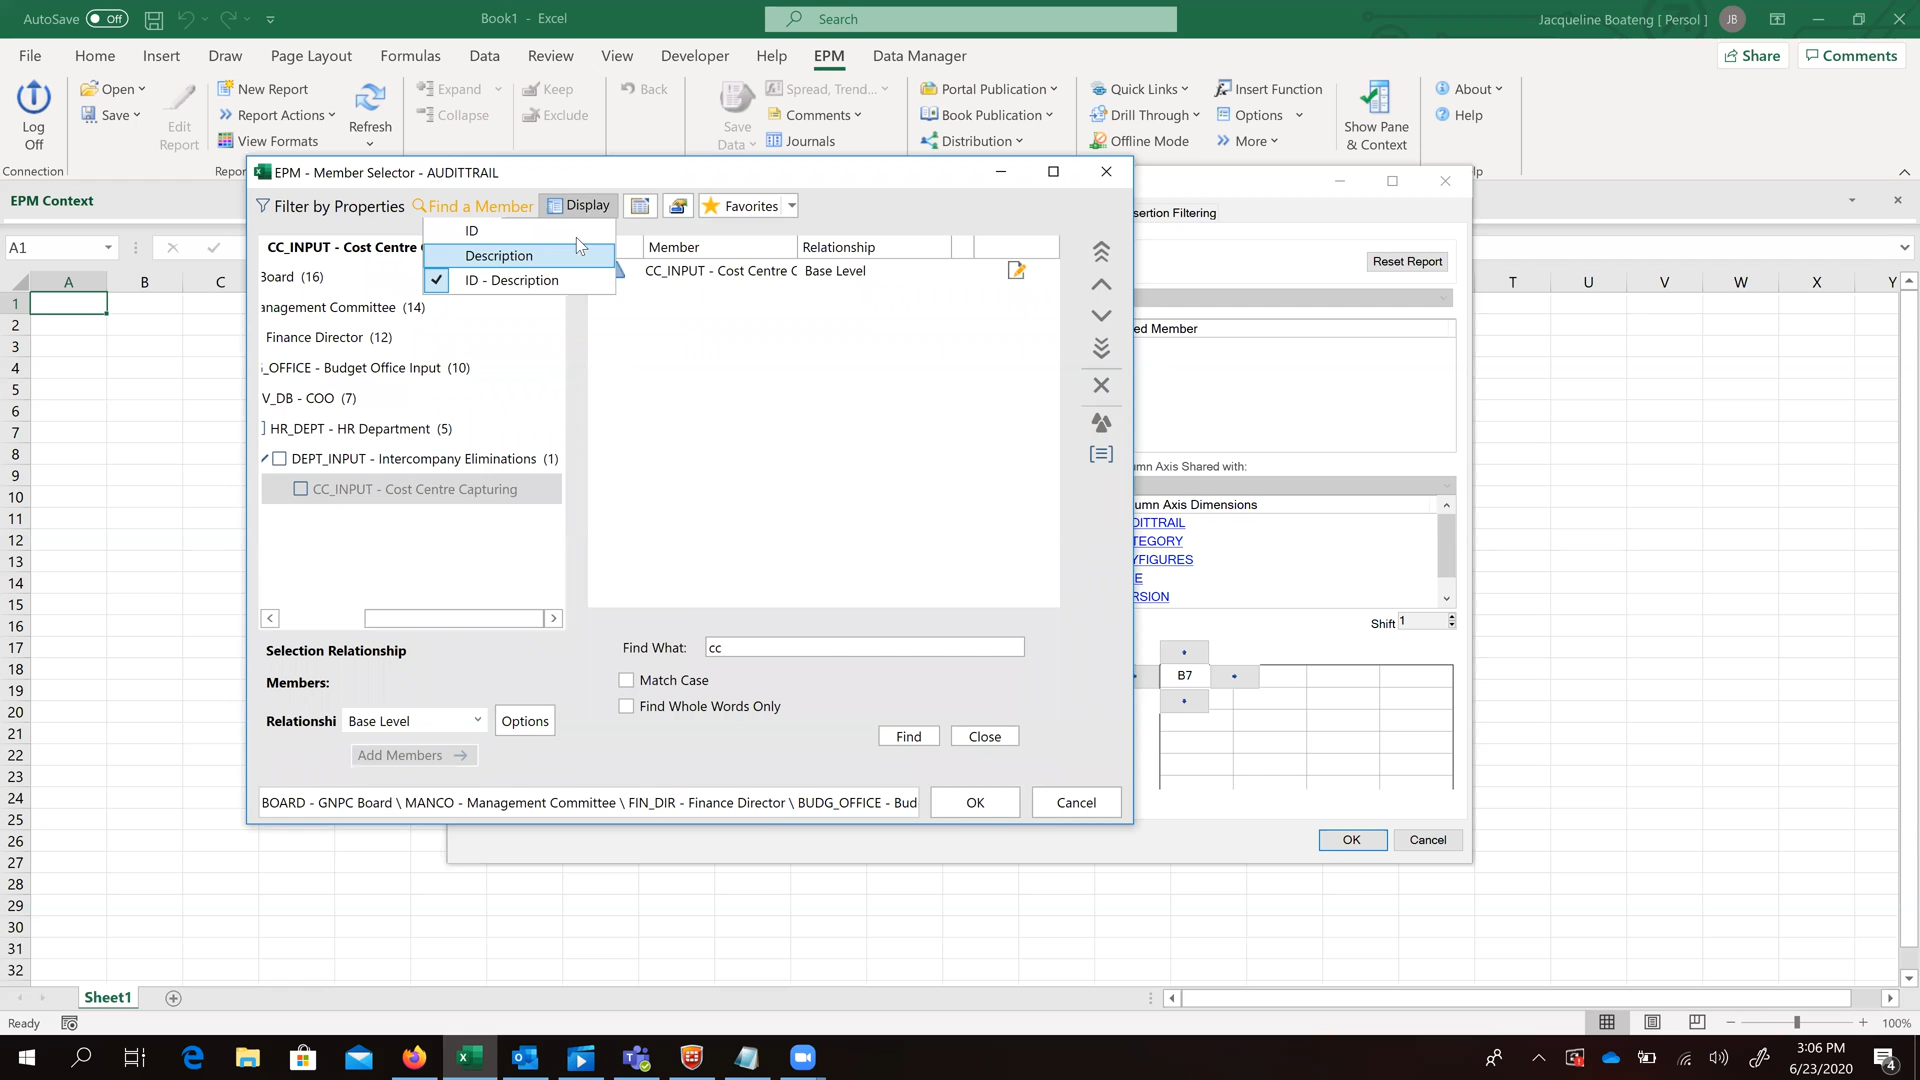 AutoSave Off Book1 - Excel Search Jacqueline Boateng [ Persol ] JB
File Home Insert Draw Page Layout Formulas Data Review View Developer Help EPM Data Manager Share Comments
Log Off
Open
Save
Edit Report
New Report
Report Actions
View Formats
Refresh
Expand
Collapse
Keep
Exclude
Back
Save Data
Spread, Trend...
Comments
Journals
Portal Publication
Book Publication
Distribution
Quick Links
Drill Through
Offline Mode
Insert Function
Options
More
Show Pane & Context
About
Help
Connection Repor lp
EPM Context
A1
A B C T U V W X Y
1
2
3
4
5
6
7
8
9
10
11
12
13
14
15
16
17
18
19
20
21
22
23
24
25
26
27
28
29
30
31
32
EPM - Member Selector - AUDITTRAIL
Filter by Properties Find a Member Display Favorites
ID
Description
ID - Description
CC_INPUT - Cost Centre
Board (16)
anagement Committee (14)
Finance Director (12)
_OFFICE - Budget Office Input (10)
V_DB - COO (7)
HR_DEPT - HR Department (5)
DEPT_INPUT - Intercompany Eliminations (1)
CC_INPUT - Cost Centre Capturing
Member Relationship
CC_INPUT - Cost Centre C Base Level
Selection Relationship
Members:
Relationshi Base Level Options
Add Members
Find What: cc
Match Case
Find Whole Words Only
Find Close
BOARD - GNPC Board \ MANCO - Management Committee \ FIN_DIR - Finance Director \ BUDG_OFFICE - Bud OK Cancel
sertion Filtering
Reset Report
ed Member
mn Axis Shared with:
umn Axis Dimensions
DITTRAIL
TEGORY
YFIGURES
E
RSION
Shift 1
B7
OK Cancel
Sheet1
Ready 100%
3:06 PM
6/23/2020
4